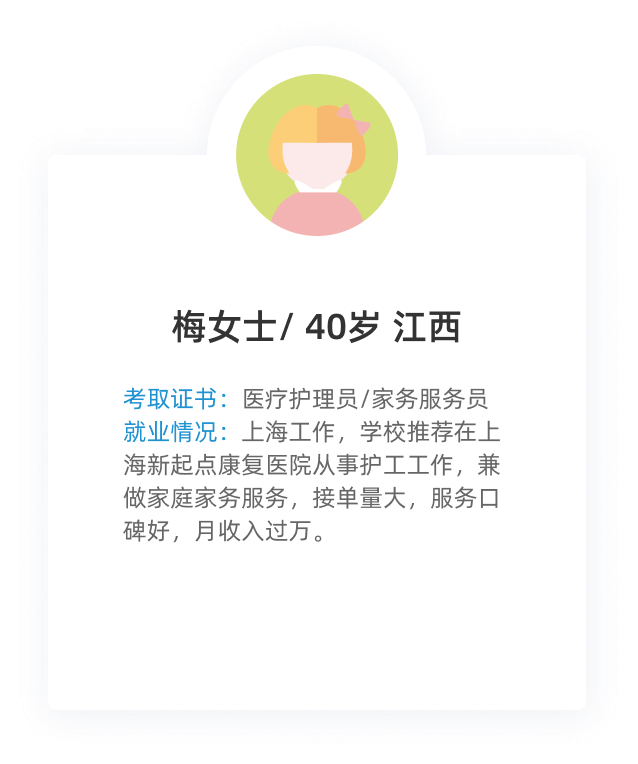 梅女士/ 40岁 江西
考取证书：医疗护理员/家务服务员
就业情况：上海工作，学校推荐在上
海新起点康复医院从事护工工作，兼
做家庭家务服务，接单量大，服务口
碑好，月收入过万。